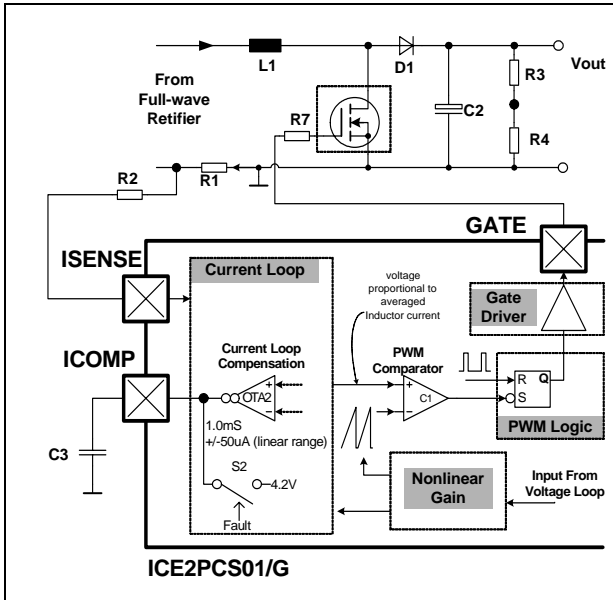 L1
D1
From
Full-wave
Retifier
R3
Vout
C2
R7
R4
R2
R1
GATE
ISENSE
Current Loop
voltage
proportional to
averaged
Inductor current
Gate
Driver
ICOMP
Current Loop
Compensation
PWM
Comparator
+
OTA2
-
+
C1
-
R
Q
S
PWM Logic
1.0mS
+/-50uA (linear range)
C3
S2
4.2V
Fault
Nonlinear
Gain
Input From
Voltage Loop
ICE2PCS01/G